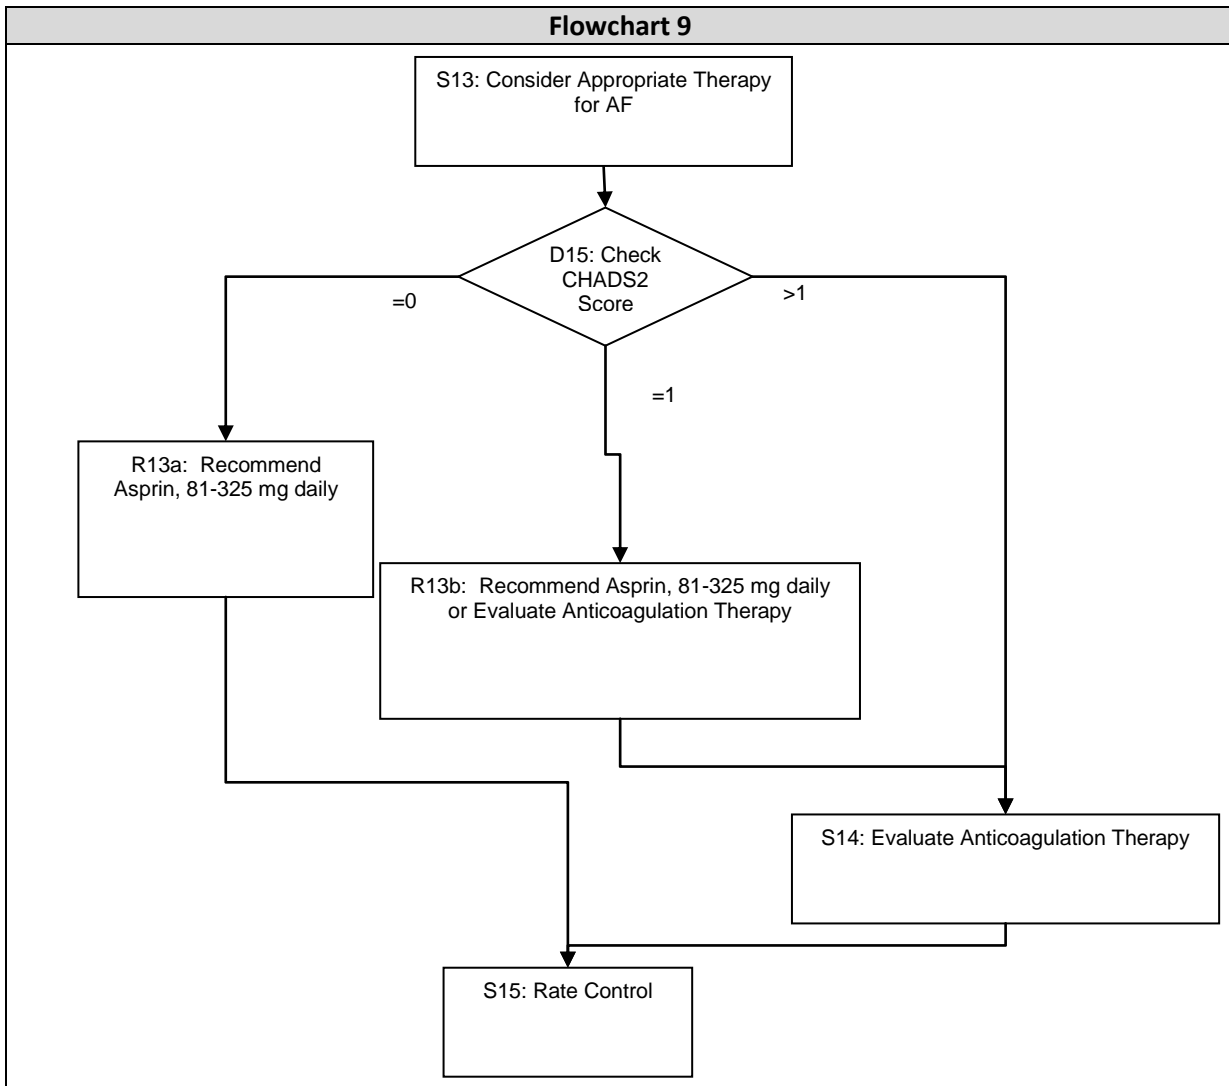 Flowchart 9
S13: Consider Appropriate Therapy
for AF
D15: Check
CHADS2
Score
=0
>1
=1
R13a:  Recommend
Asprin, 81-325 mg daily
R13b:  Recommend Asprin, 81-325 mg daily
or Evaluate Anticoagulation Therapy
S14: Evaluate Anticoagulation Therapy
S15: Rate Control